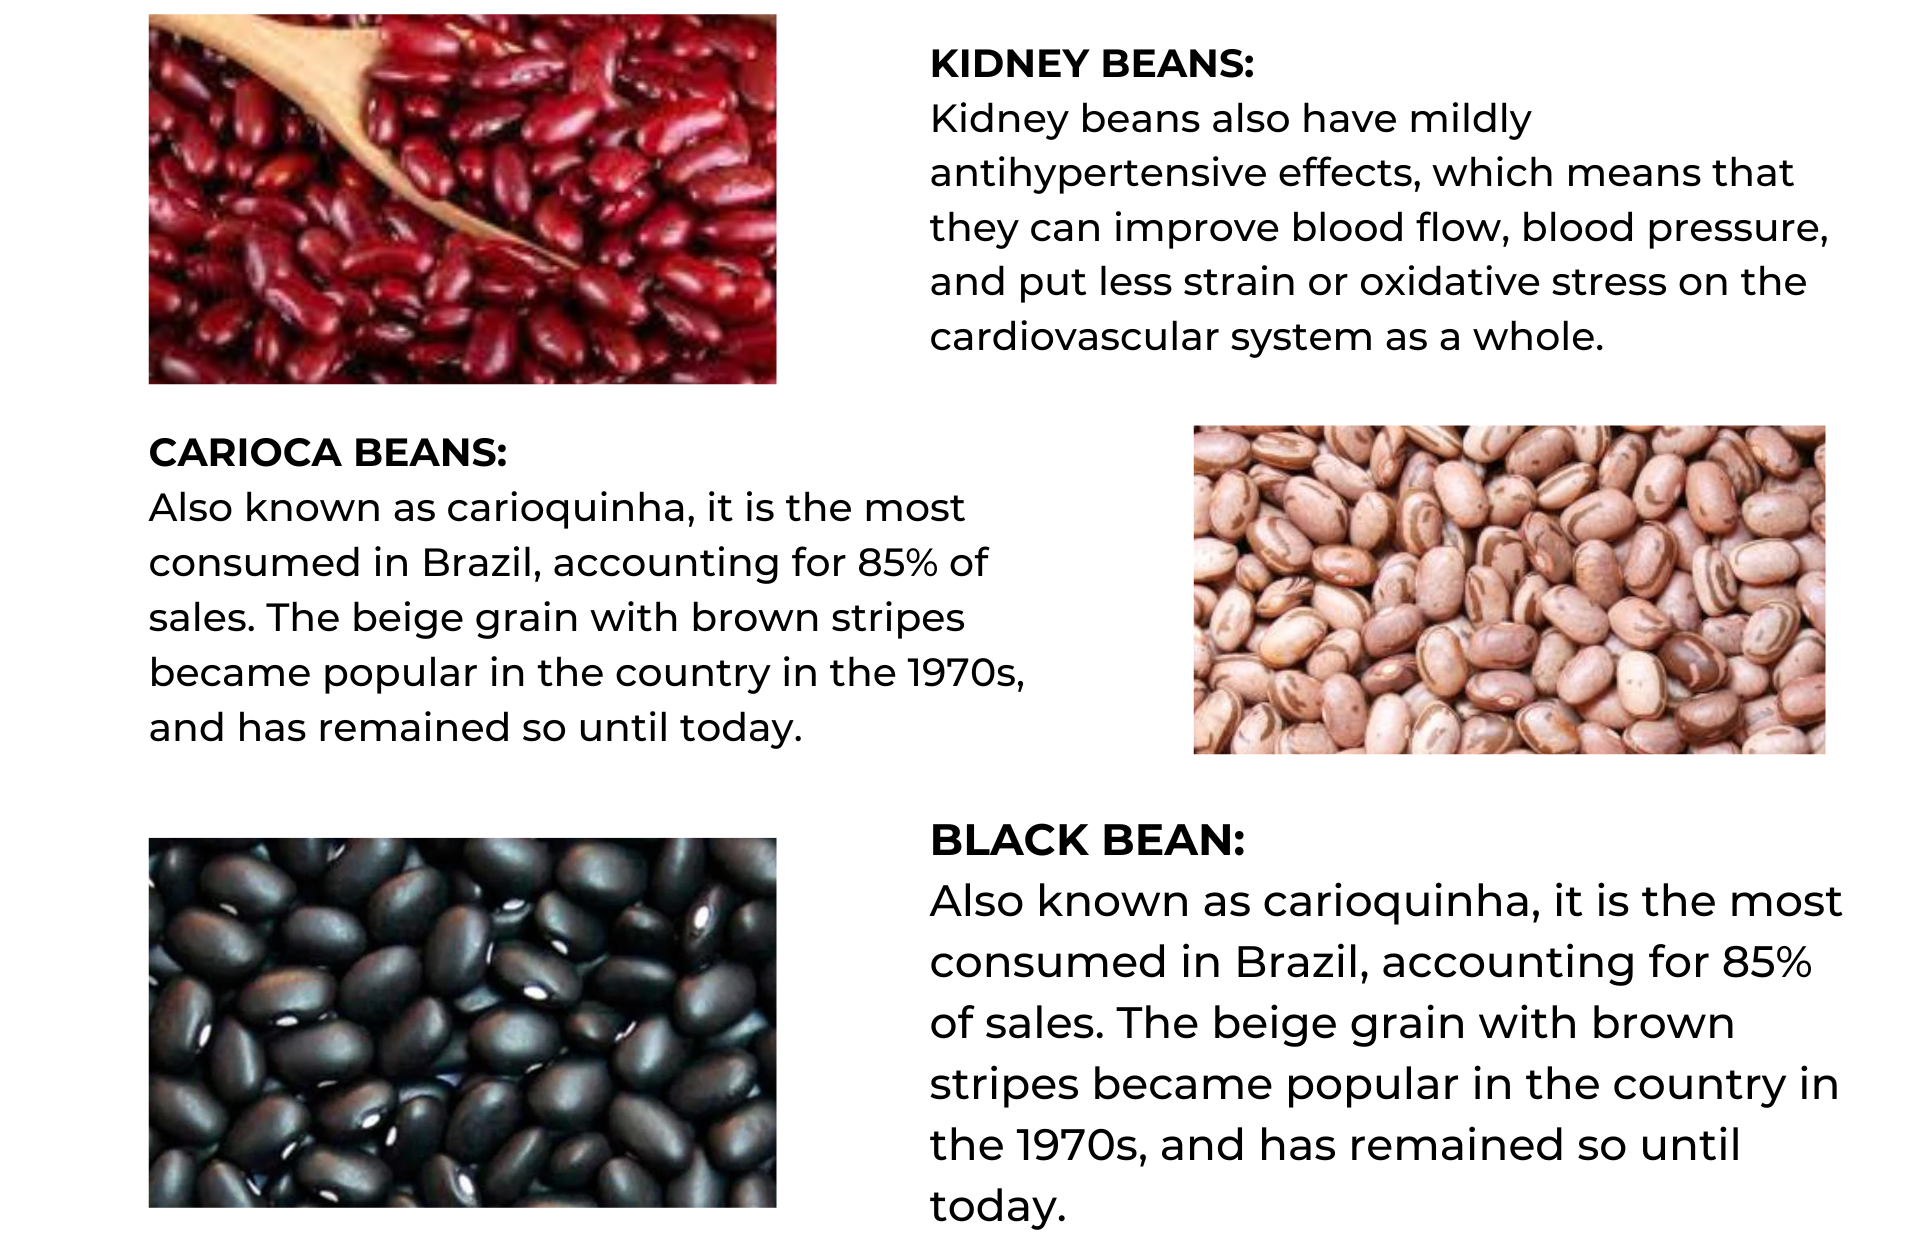 KIDNEY BEANS:
Kidney beans also have mildly
antihypertensive effects, which means that
they can improve blood flow, blood pressure,
and put less strain or oxidative stress on the
cardiovascular system as a whole.
CARIOCA BEANS:
Also known as carioquinha, it is the most
consumed in Brazil, accounting for 85% of
sales. The beige grain with brown stripes
became popular in the country in the 1970s,
and has remained so until today.
BLACK BEAN:
Also known as carioquinha, it is the most
consumed in Brazil, accounting for 85%
of sales. The beige grain with brown
stripes became popular in the country in
the 1970s, and has remained so until
today.